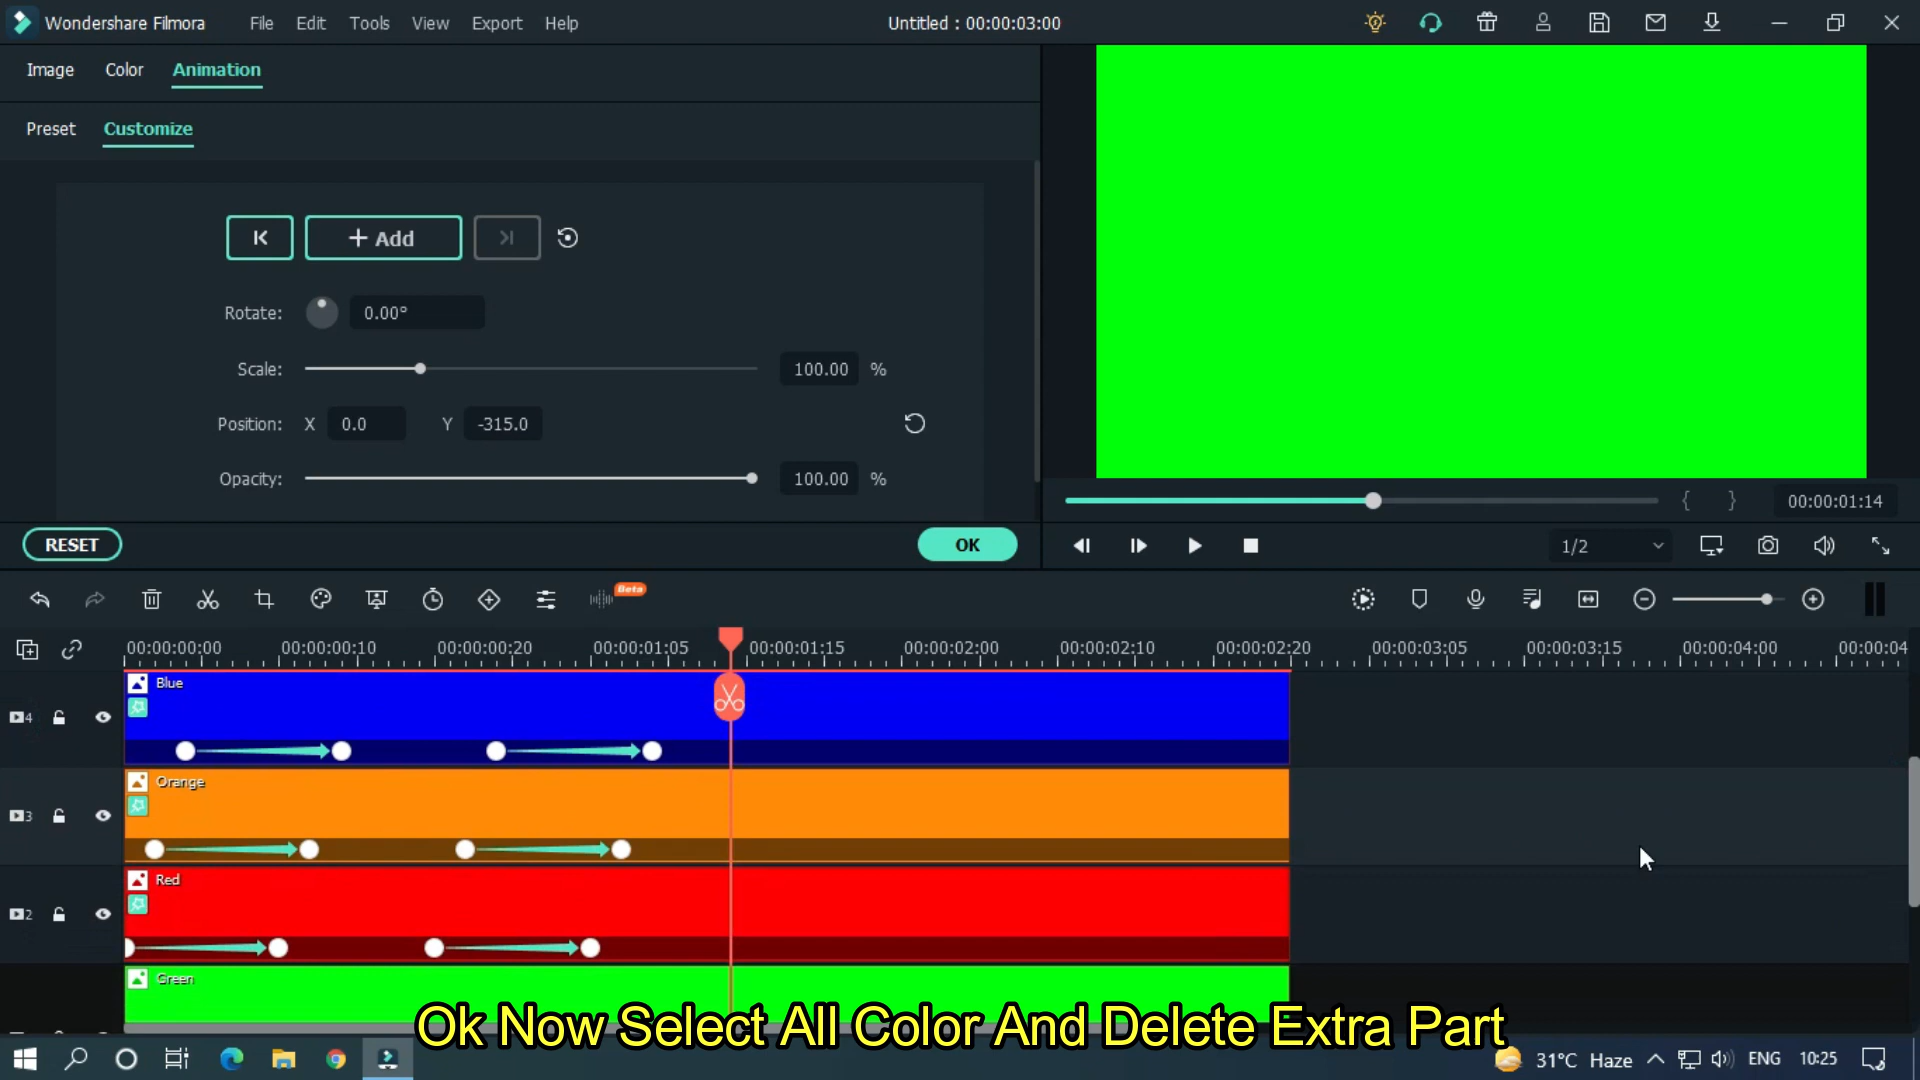 Wondershare Filmora File Edit Tools View Export Help Untitled : 00:00:03:00
Image Color Animation
Preset Customize
+ Add
Rotate: 0.00°
Scale: 100.00 %
Position: X 0.0 Y -315.0
Opacity: 100.00 %
RESET OK
{ } 00:00:01:14
1/2
Beta
00:00:00:00 00:00:00:10 00:00:00:20 00:00:01:05 00:00:01:15 00:00:02:00 00:00:02:10 00:00:02:20 00:00:03:05 00:00:03:15 00:00:04:00 00:00:04
4 Blue
3 Orange
2 Red
Green
Ok Now Select All Color And Delete Extra Part
31°C Haze ENG 10:25